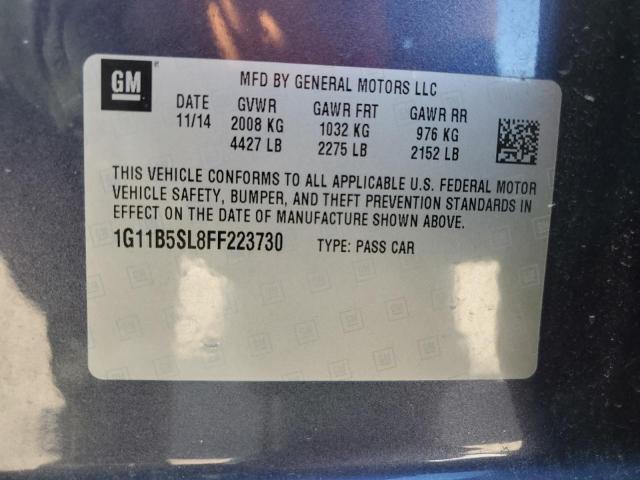 GM
MFD BY GENERAL MOTORS LLC
DATE GVWR GAWR FRT GAWR RR
11/14 2008 KG 1032 KG 976 KG
4427 LB 2275 LB 2152 LB
THIS VEHICLE CONFORMS TO ALL APPLICABLE U.S. FEDERAL MOTOR
VEHICLE SAFETY, BUMPER, AND THEFT PREVENTION STANDARDS IN
EFFECT ON THE DATE OF MANUFACTURE SHOWN ABOVE.
1G11B5SL8FF223730 TYPE: PASS CAR